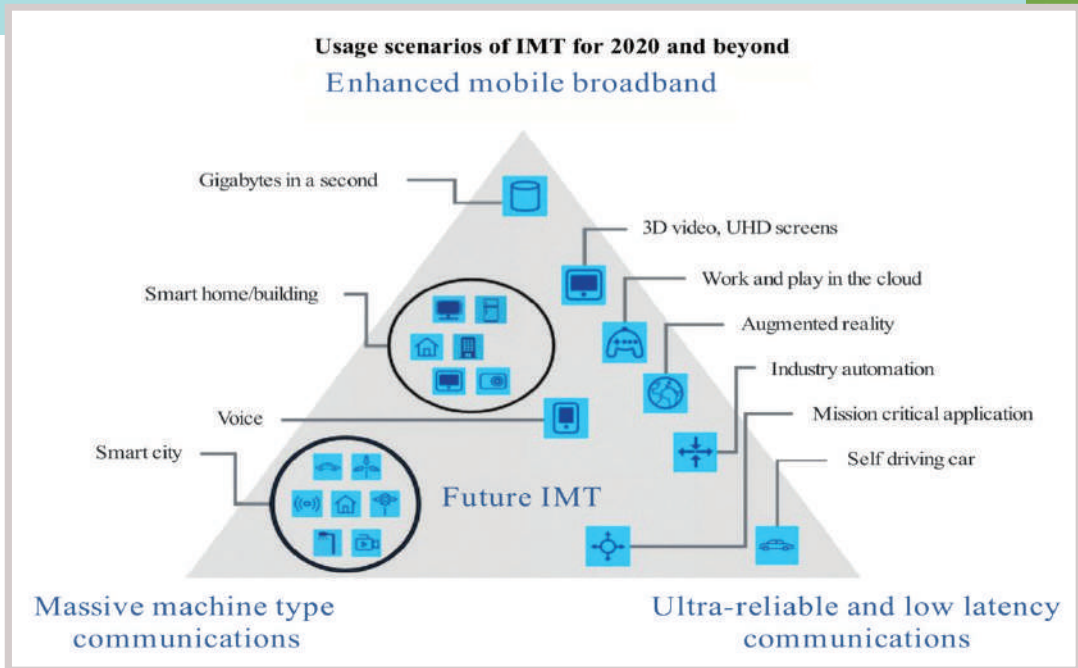 Usage scenarios of IMT for 2020 and beyond
Enhanced mobile broadband
Gigabytes in a second
3D video, UHD screens
Work and play in the cloud
Smart home/building
Augmented reality
Industry automation
Mission critical application
Voice
Smart city
Self driving car
Future IMT
Massive machine type
communications
Ultra-reliable and low latency
communications